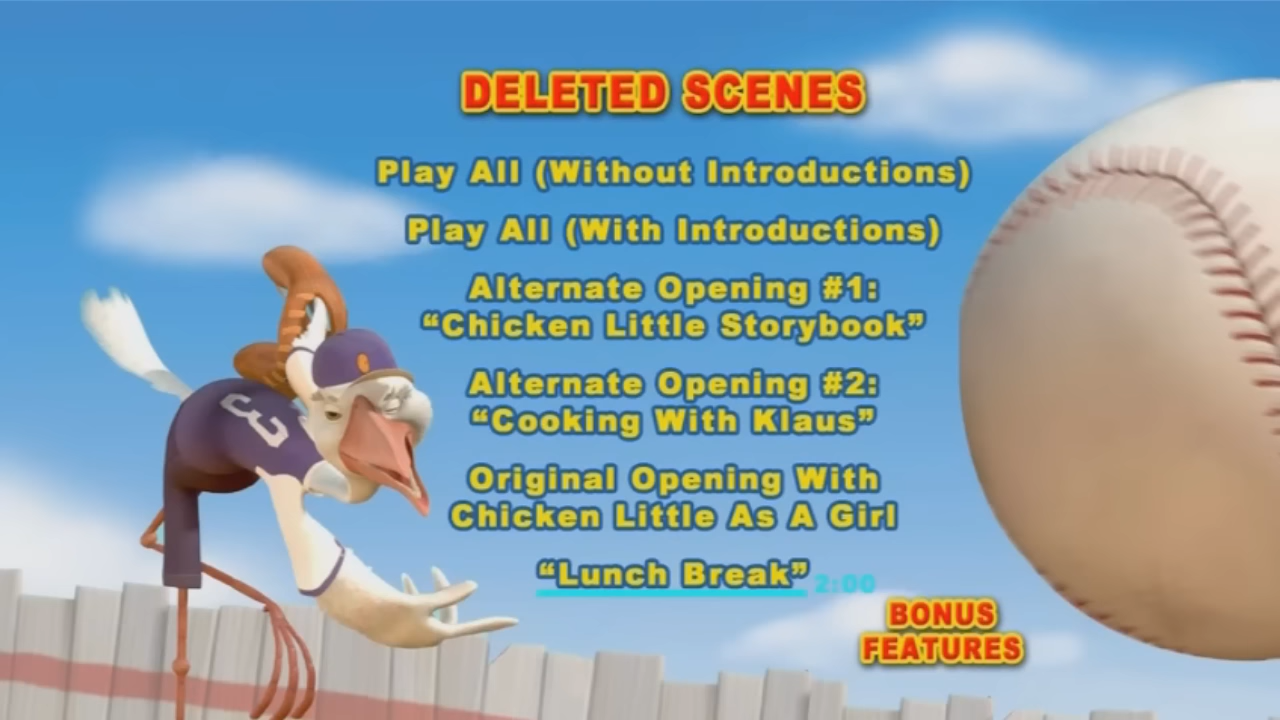 DELETED SCENES
Play All (Without Introductions)
Play All (With Introductions)
Alternate Opening #1:
“Chicken Little Storybook”
Alternate Opening #2:
“Cooking With Klaus”
Original Opening With
Chicken Little As A Girl
“Lunch Break” 2:00
BONUS
FEATURES
3